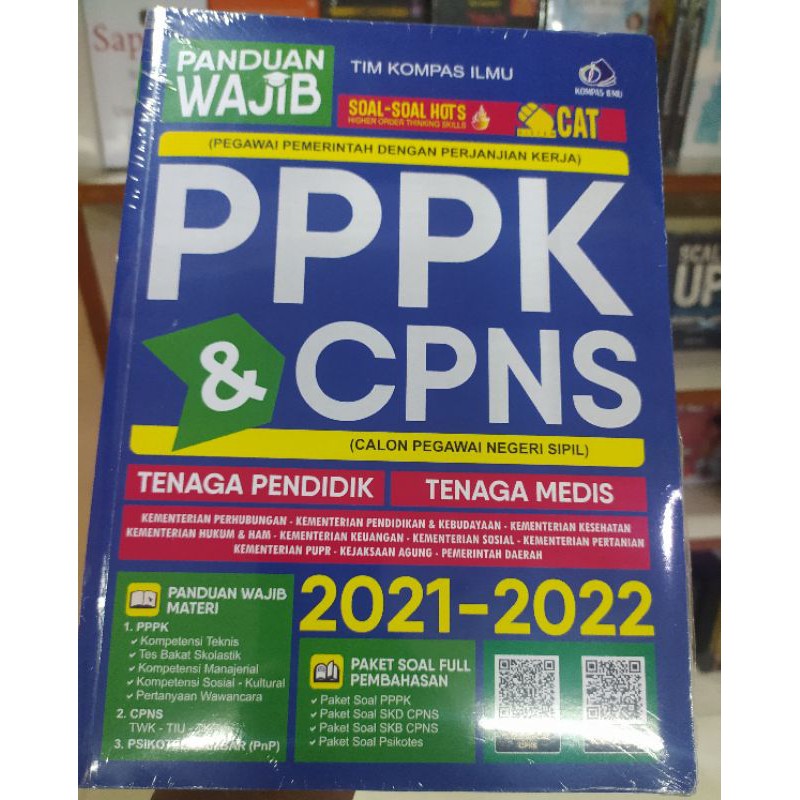 PANDUAN
WAJIB
TIM KOMPAS ILMU
KOMPAS ILMU
SOAL-SOAL HOTS
HIGHER ORDER THINKING SKILLS
CAT
(PEGAWAI PEMERINTAH DENGAN PERJANJIAN KERJA)
PPPK
& CPNS
(CALON PEGAWAI NEGERI SIPIL)
TENAGA PENDIDIK
TENAGA MEDIS
KEMENTERIAN PERHUBUNGAN - KEMENTERIAN PENDIDIKAN & KEBUDAYAAN - KEMENTERIAN KESEHATAN
KEMENTERIAN HUKUM & HAM - KEMENTERIAN KEUANGAN - KEMENTERIAN SOSIAL - KEMENTERIAN PERTANIAN
KEMENTERIAN PUPR - KEJAKSAAN AGUNG - PEMERINTAH DAERAH
2021-2022
PANDUAN WAJIB
MATERI
1. PPPK
Kompetensi Teknis
Tes Bakat Skolastik
Kompetensi Manajerial
Kompetensi Sosial - Kultural
Pertanyaan Wawancara
2. CPNS
TWK - TIU -
3. (PnP)
PAKET SOAL FULL
PEMBAHASAN
Paket Soal PPPK
Paket Soal SKD CPNS
Paket Soal SKB CPNS
Paket Soal Psikotes
Sap
UP